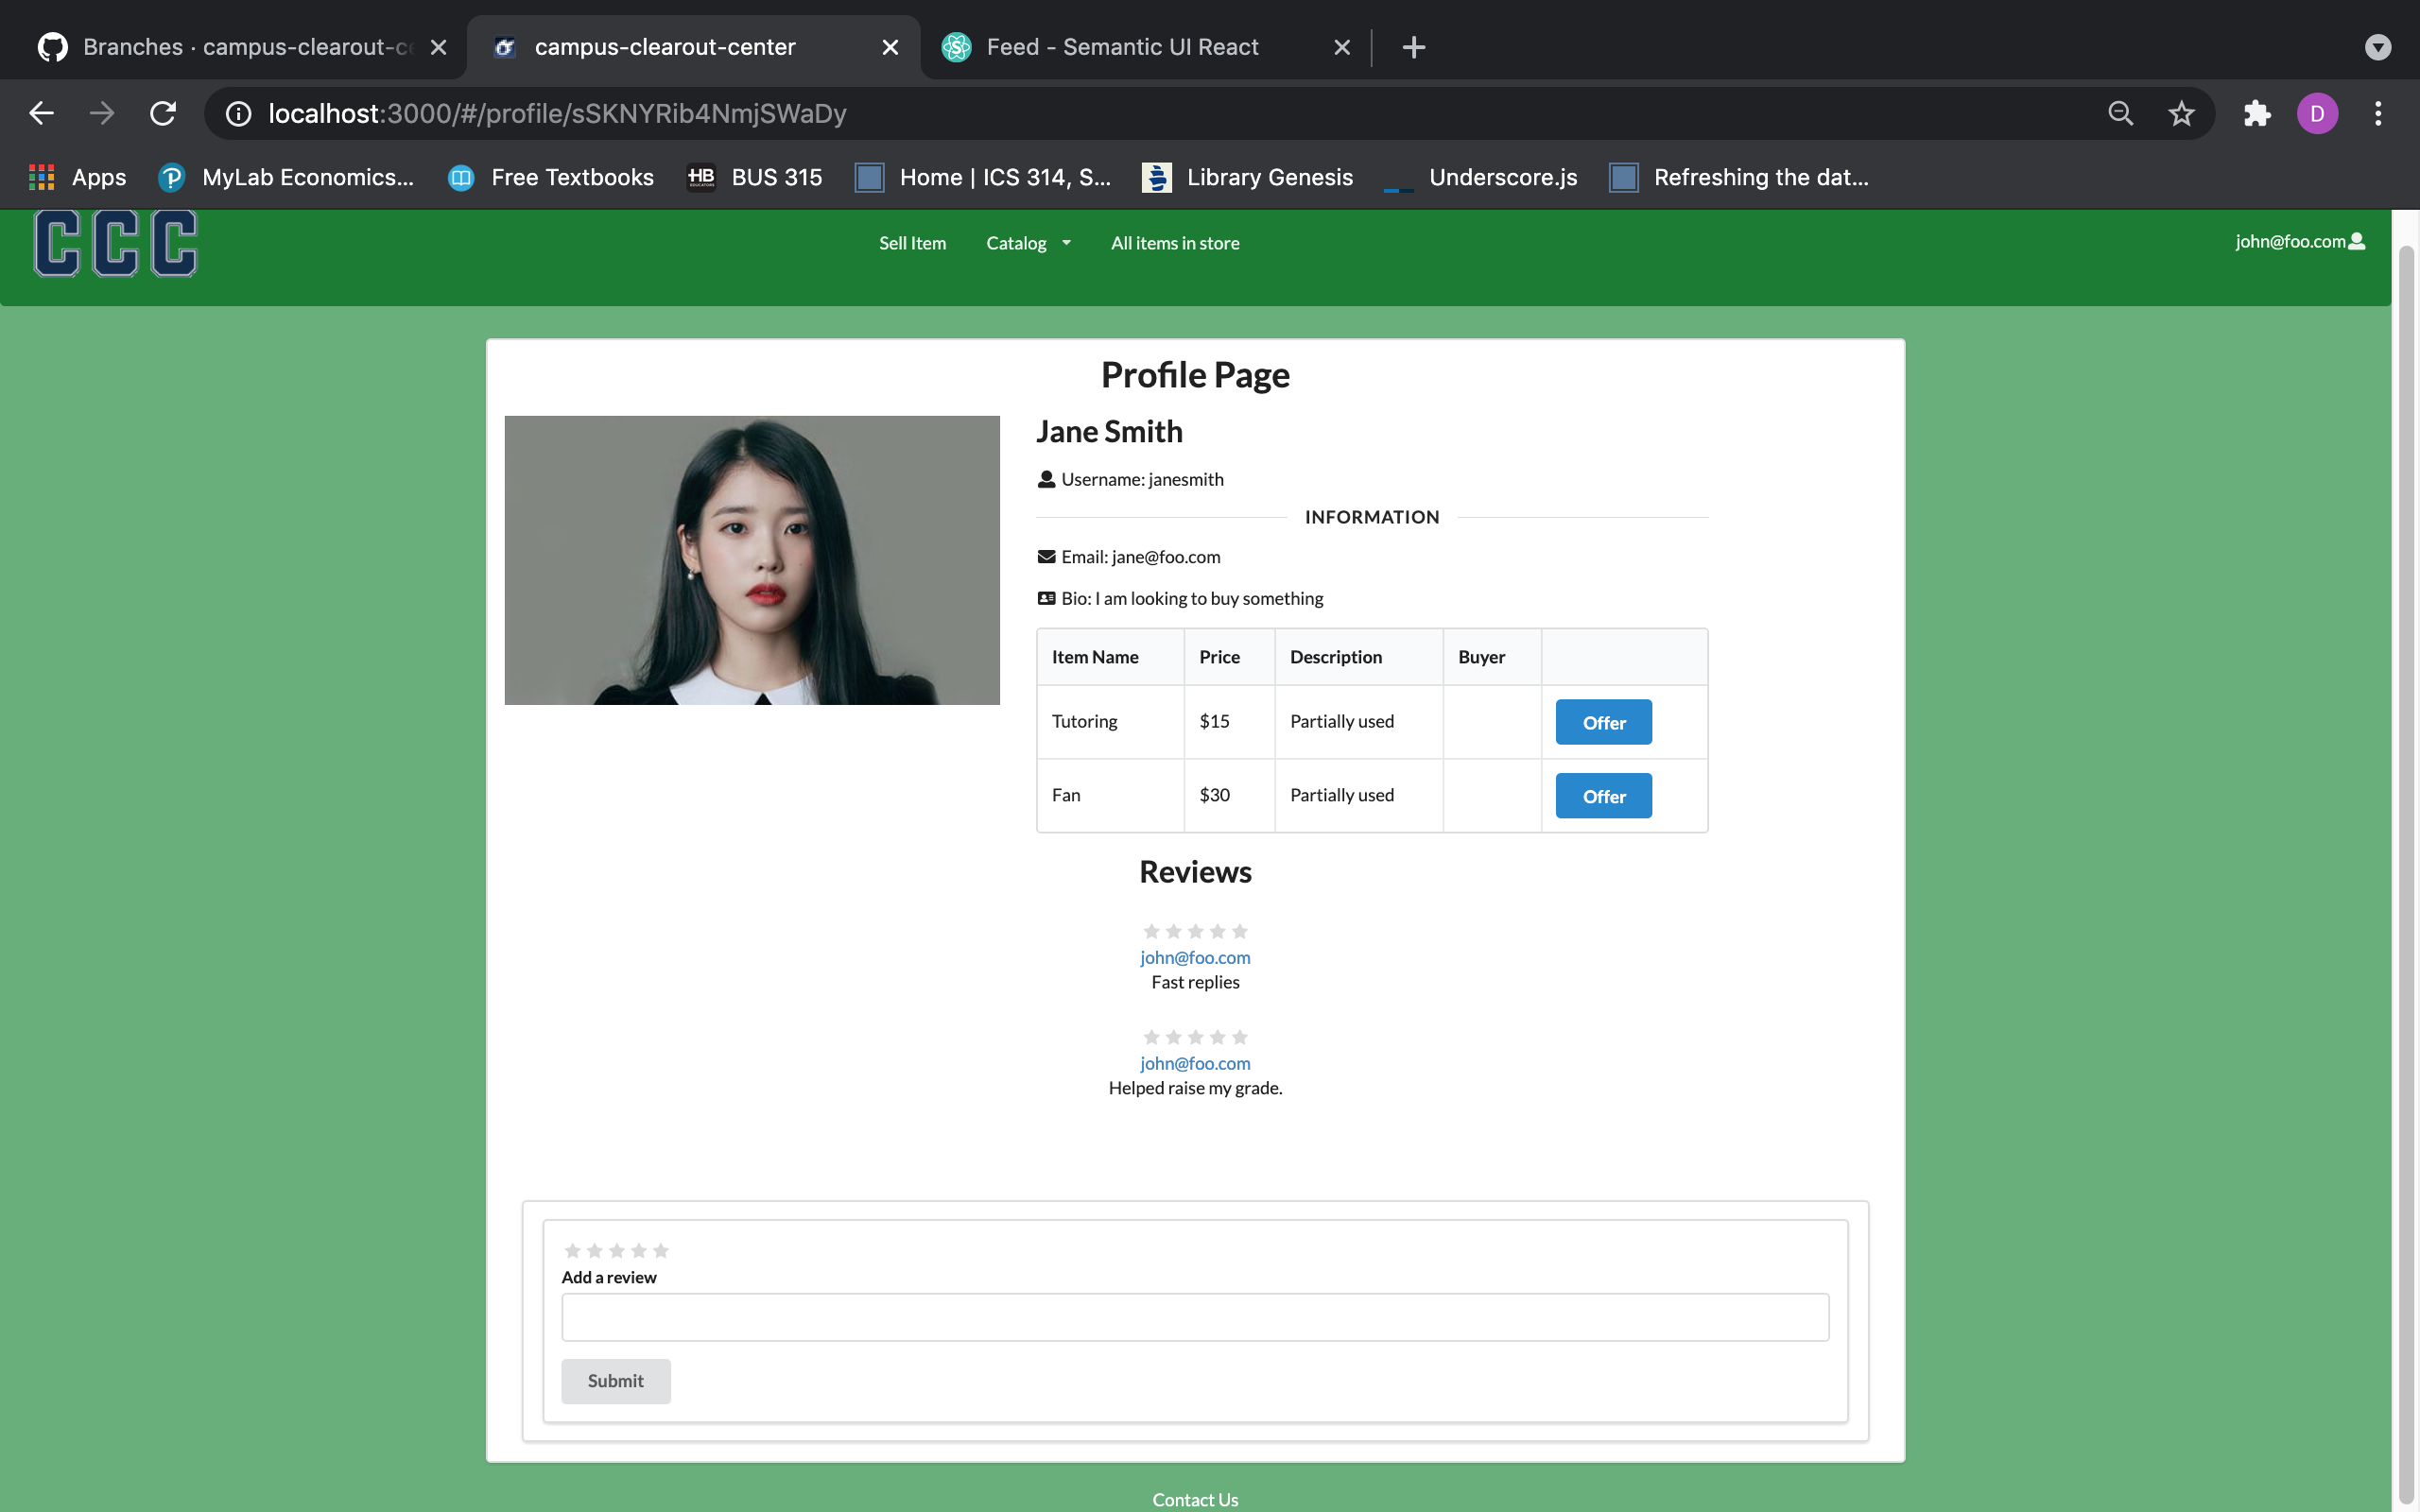 Branches · campus-clearout-ce
campus-clearout-center
Feed - Semantic UI React
localhost:3000/#/profile/sSKNYRib4NmjSWaDy
D
Apps
MyLab Economics...
Free Textbooks
HB
BUS 315
Home | ICS 314, S...
Library Genesis
Underscore.js
Refreshing the dat...
CCC
Sell Item
Catalog
All items in store
john@foo.com
Profile Page
Jane Smith
Username: janesmith
INFORMATION
Email: jane@foo.com
Bio: I am looking to buy something
Item Name Price Description Buyer
Tutoring $15 Partially used Offer
Fan $30 Partially used Offer
Reviews
john@foo.com
Fast replies
john@foo.com
Helped raise my grade.
Add a review
Submit
Contact Us